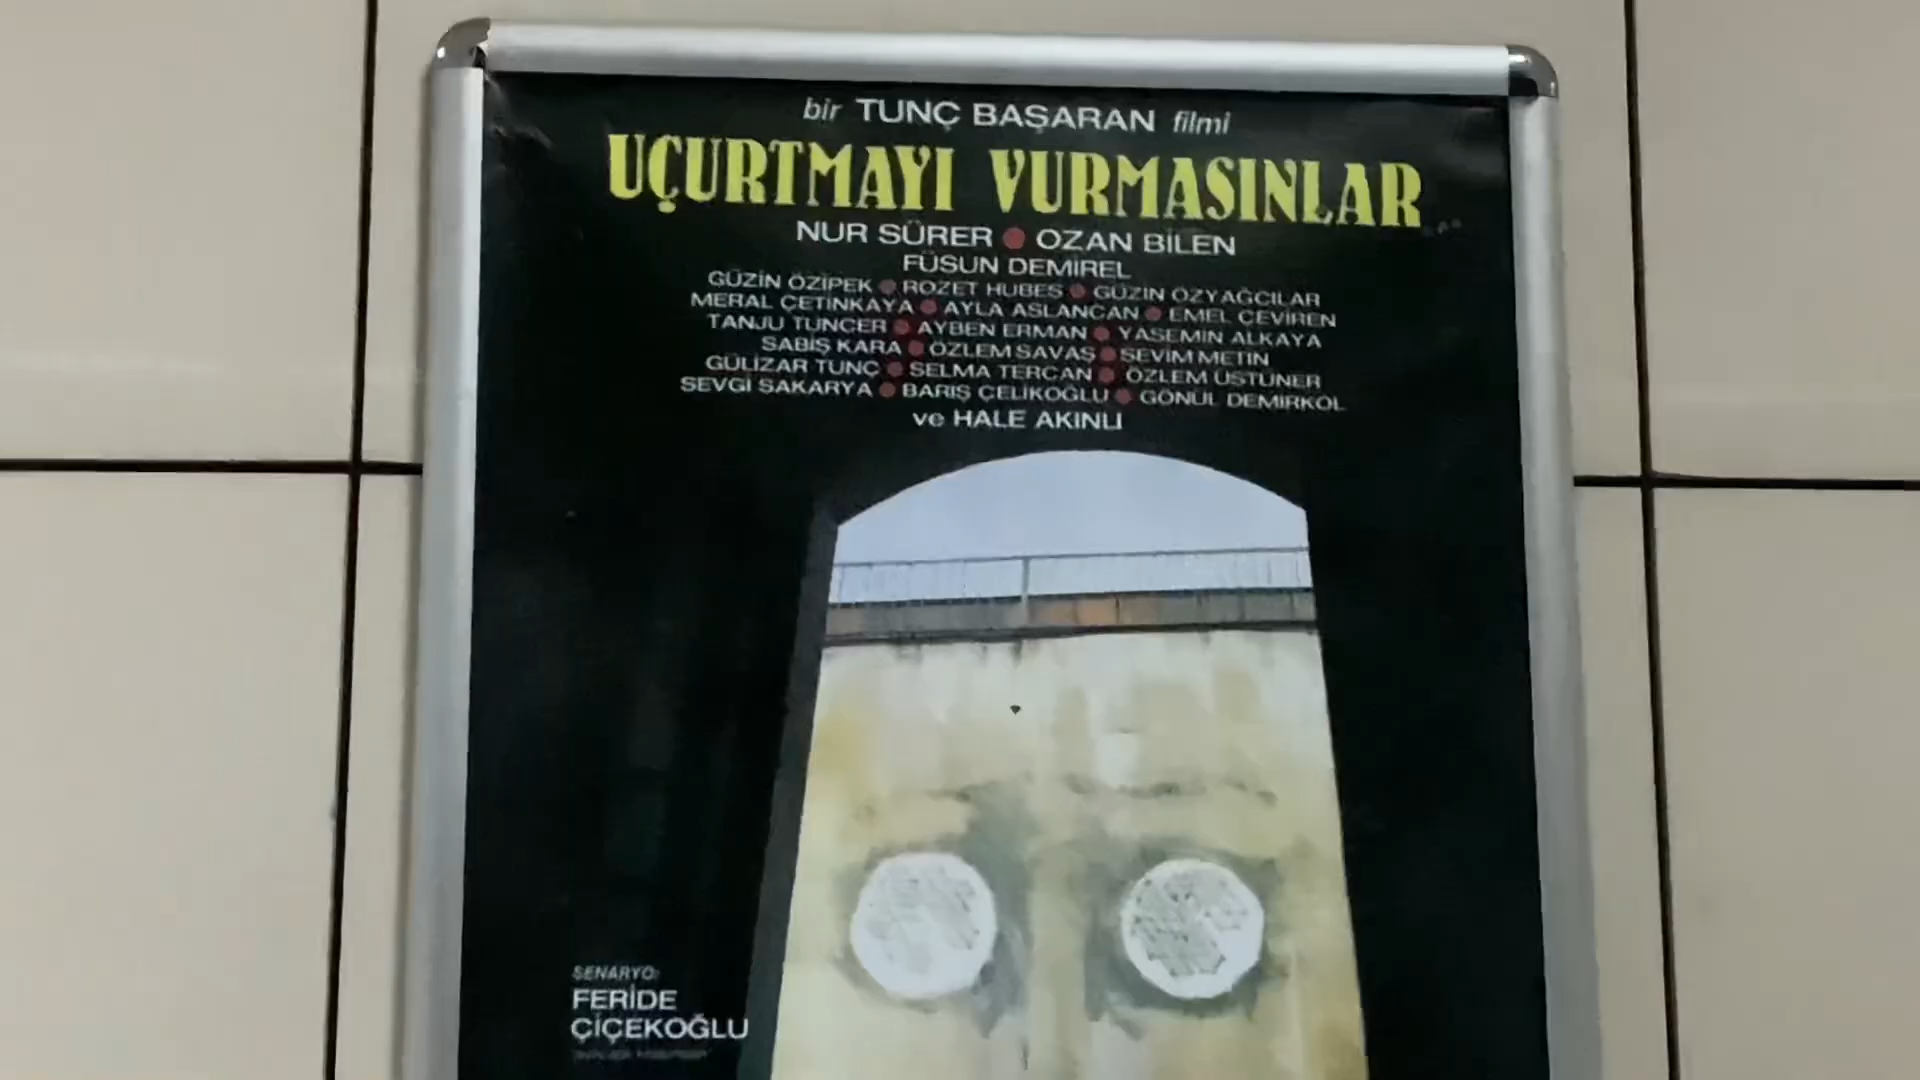 bir TUNÇ BAŞARAN filmi
UÇURTMAYI VURMASINLAR
NUR SÜRER ● OZAN BİLEN
FÜSUN DEMİREL
GÜZİN ÖZİPEK ● ROZET HUBEŞ ● GÜZİN ÖZYAĞCILAR
MERAL ÇETİNKAYA ● AYLA ASLANCAN ● EMEL ÇEVİREN
TANJU TUNCER ● AYBEN ERMAN ● YASEMİN ALKAYA
SABİŞ KARA ● ÖZLEM SAVAŞ ● SEVİM METİN
GÜLİZAR TUNÇ ● SELMA TERCAN ● ÖZLEM ÜSTÜNER
SEVGİ SAKARYA ● BARIŞ ÇELİKOĞLU ● GÖNÜL DEMİRKOL
ve HALE AKINLI
SENARYO:
FERİDE
ÇİÇEKOĞLU